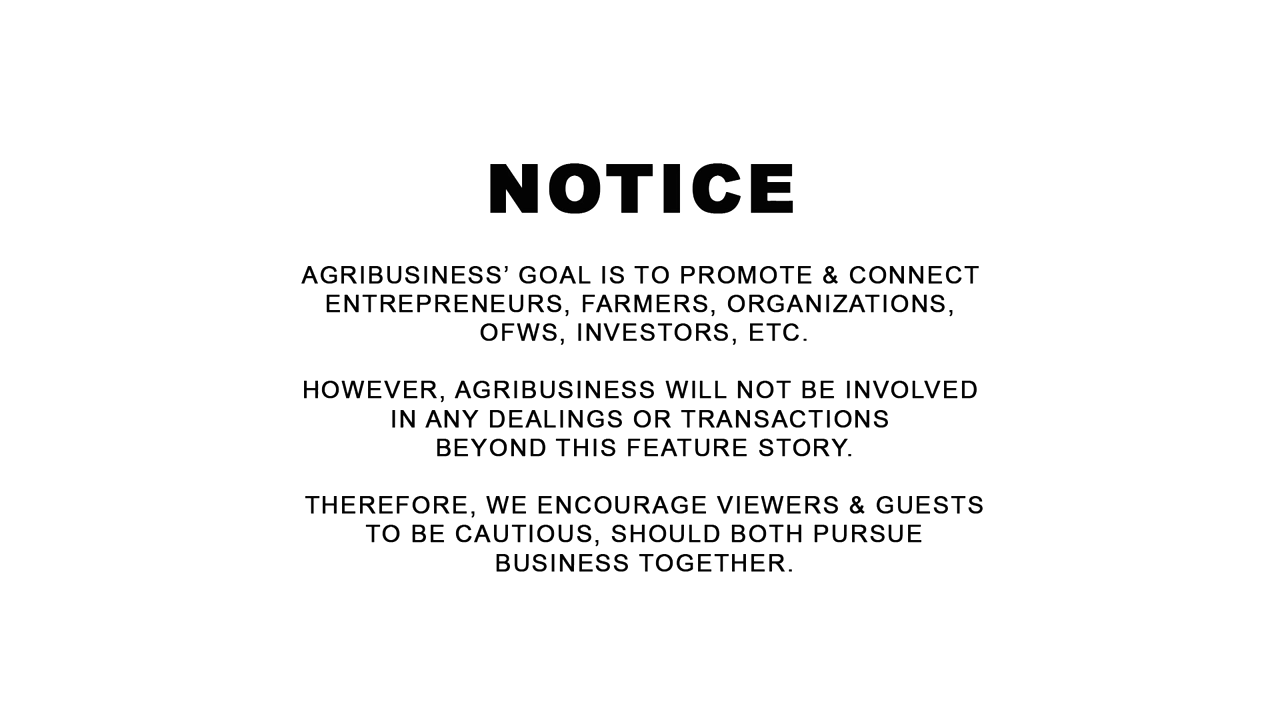 NOTICE
AGRIBUSINESS’ GOAL IS TO PROMOTE & CONNECT
ENTREPRENEURS, FARMERS, ORGANIZATIONS,
OFWS, INVESTORS, ETC.
HOWEVER, AGRIBUSINESS WILL NOT BE INVOLVED
IN ANY DEALINGS OR TRANSACTIONS
BEYOND THIS FEATURE STORY.
THEREFORE, WE ENCOURAGE VIEWERS & GUESTS
TO BE CAUTIOUS, SHOULD BOTH PURSUE
BUSINESS TOGETHER.